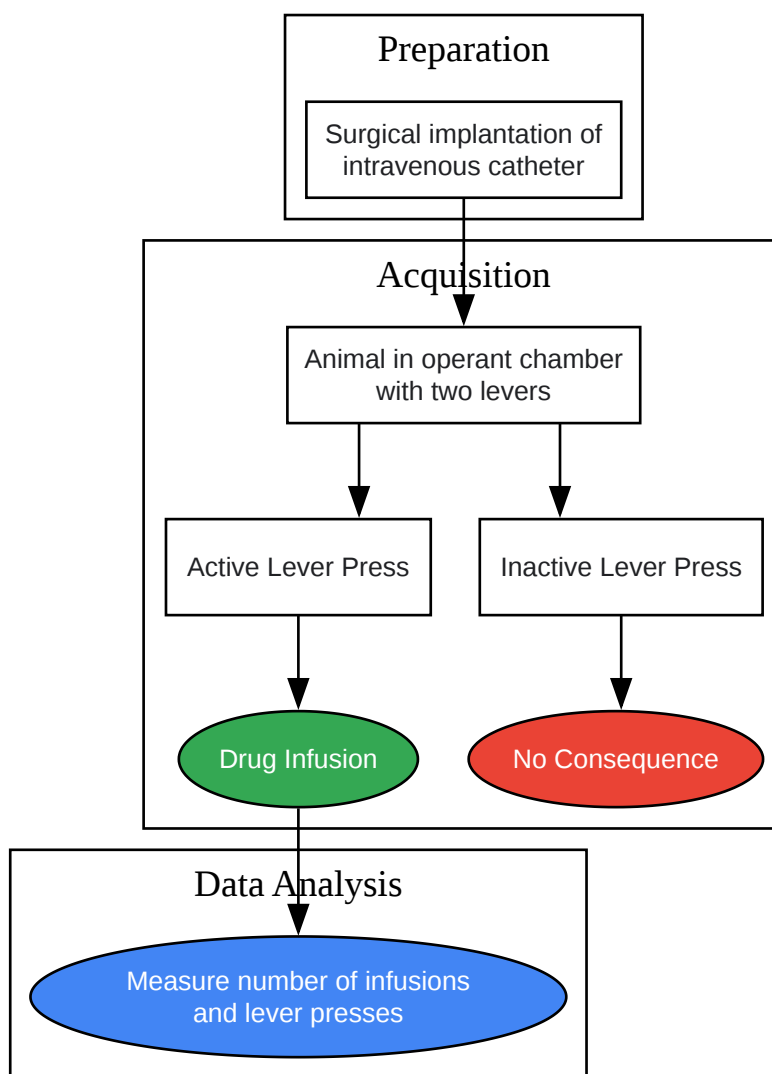 Preparation
Surgical implantation of
intravenous catheter
Acquisition
Animal in operant chamber
with two levers
Active Lever Press
Inactive Lever Press
Drug Infusion
No Consequence
Data Analysis
Measure number of infusions
and lever presses